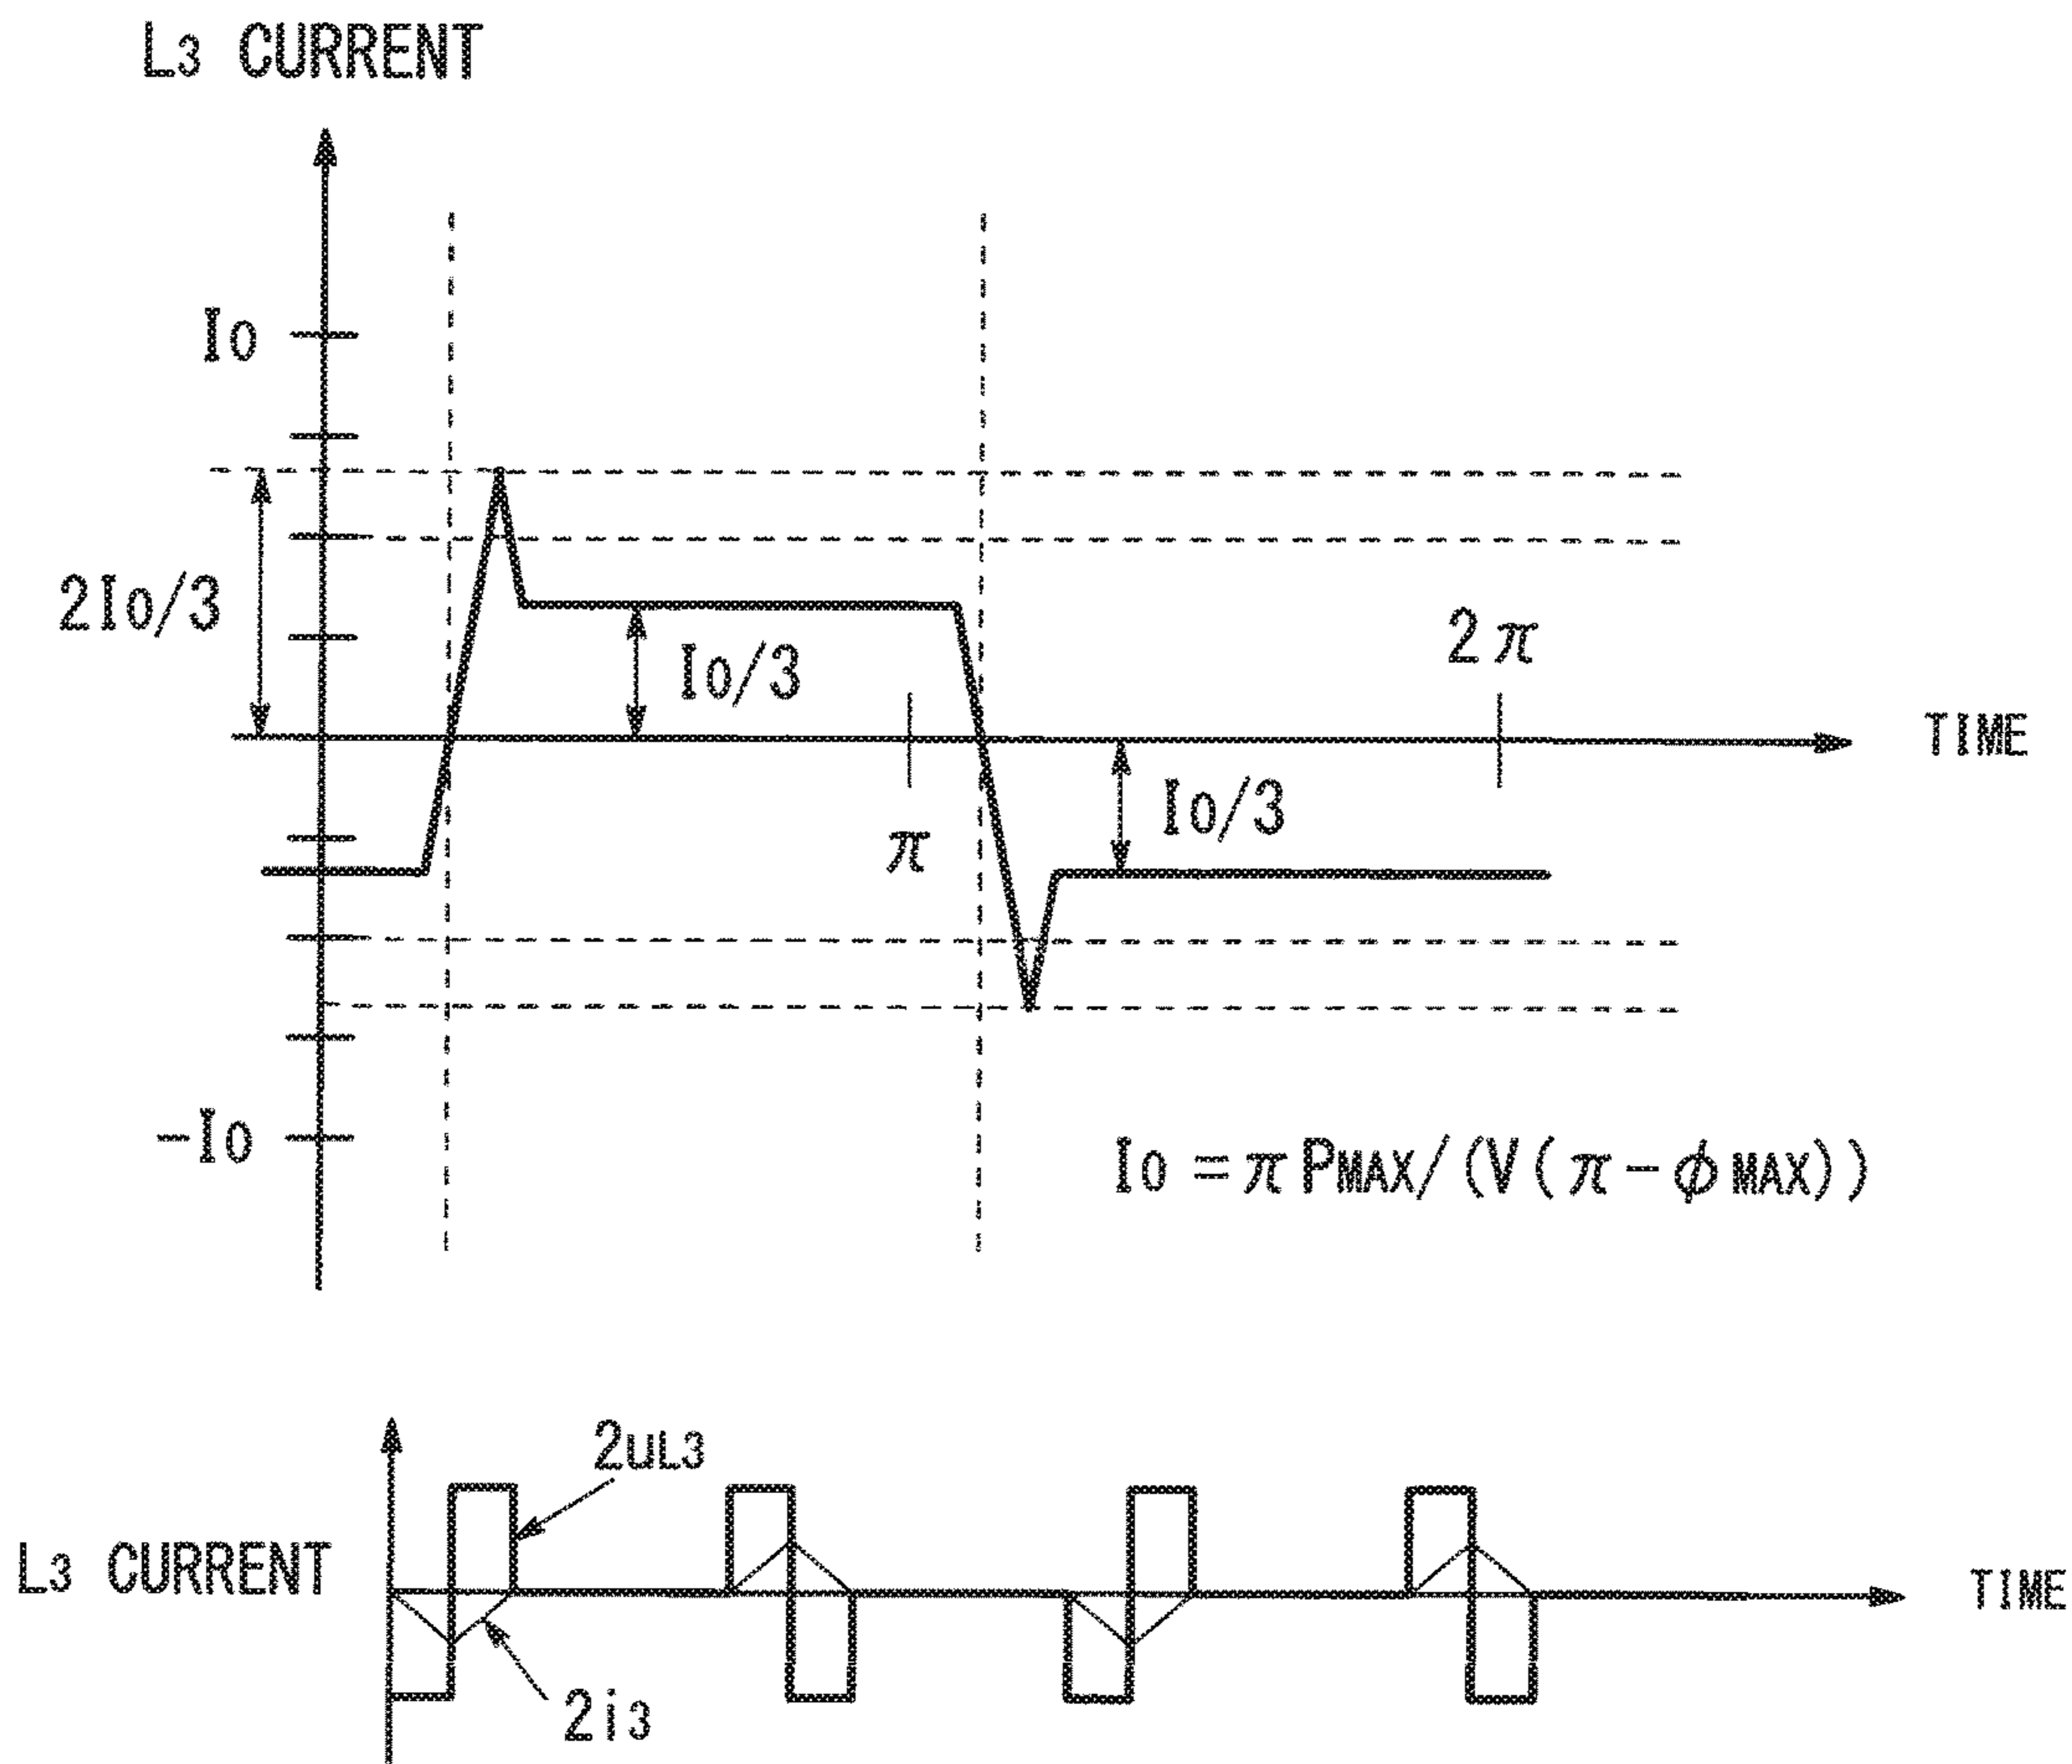 L3 CURRENT
Io
2Io/3
Io/3
2π
TIME
Io/3
π
-Io
Io = π PMAX/(V(π-ϕMAX))
2uL3
L3 CURRENT
TIME
2i3